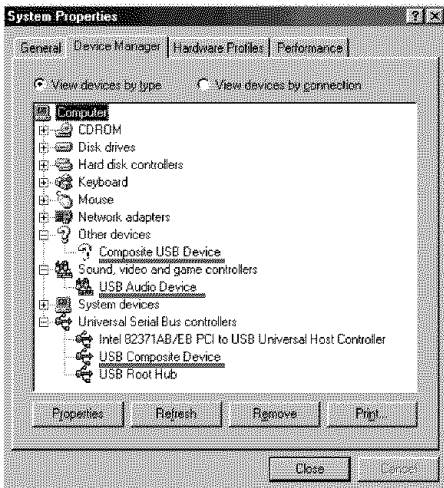 System Properties
General Device Manager Hardware Profiles Performance
View devices by type View devices by connection
Computer
CDROM
Disk drives
Hard disk controllers
Keyboard
Mouse
Network adapters
Other devices
Composite USB Device
Sound, video and game controllers
USB Audio Device
System devices
Universal Serial Bus controllers
Intel 82371AB/EB PCI to USB Universal Host Controller
USB Composite Device
USB Root Hub
Properties Refresh Remove Print...
Close Cancel